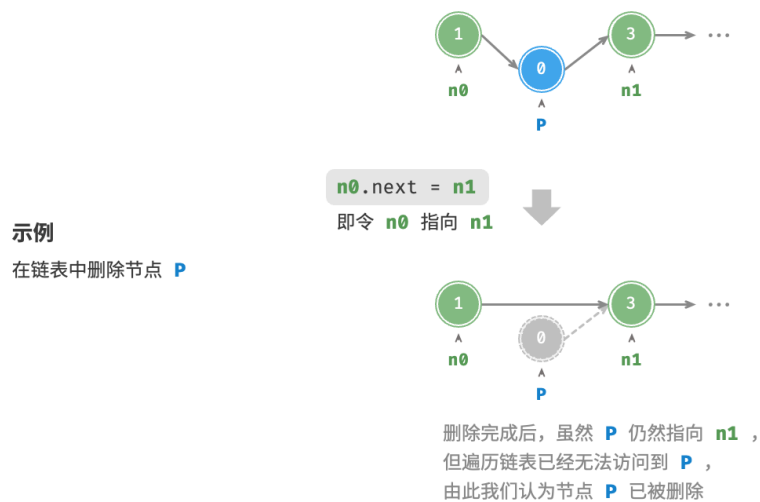 1
3
...
0
n0
n1
P
n0.next = n1
即令 n0 指向 n1
示例
在链表中删除节点 P
1
3
...
0
n0
n1
P
删除完成后，虽然 P 仍然指向 n1 ，
但遍历链表已经无法访问到 P ，
由此我们认为节点 P 已被删除